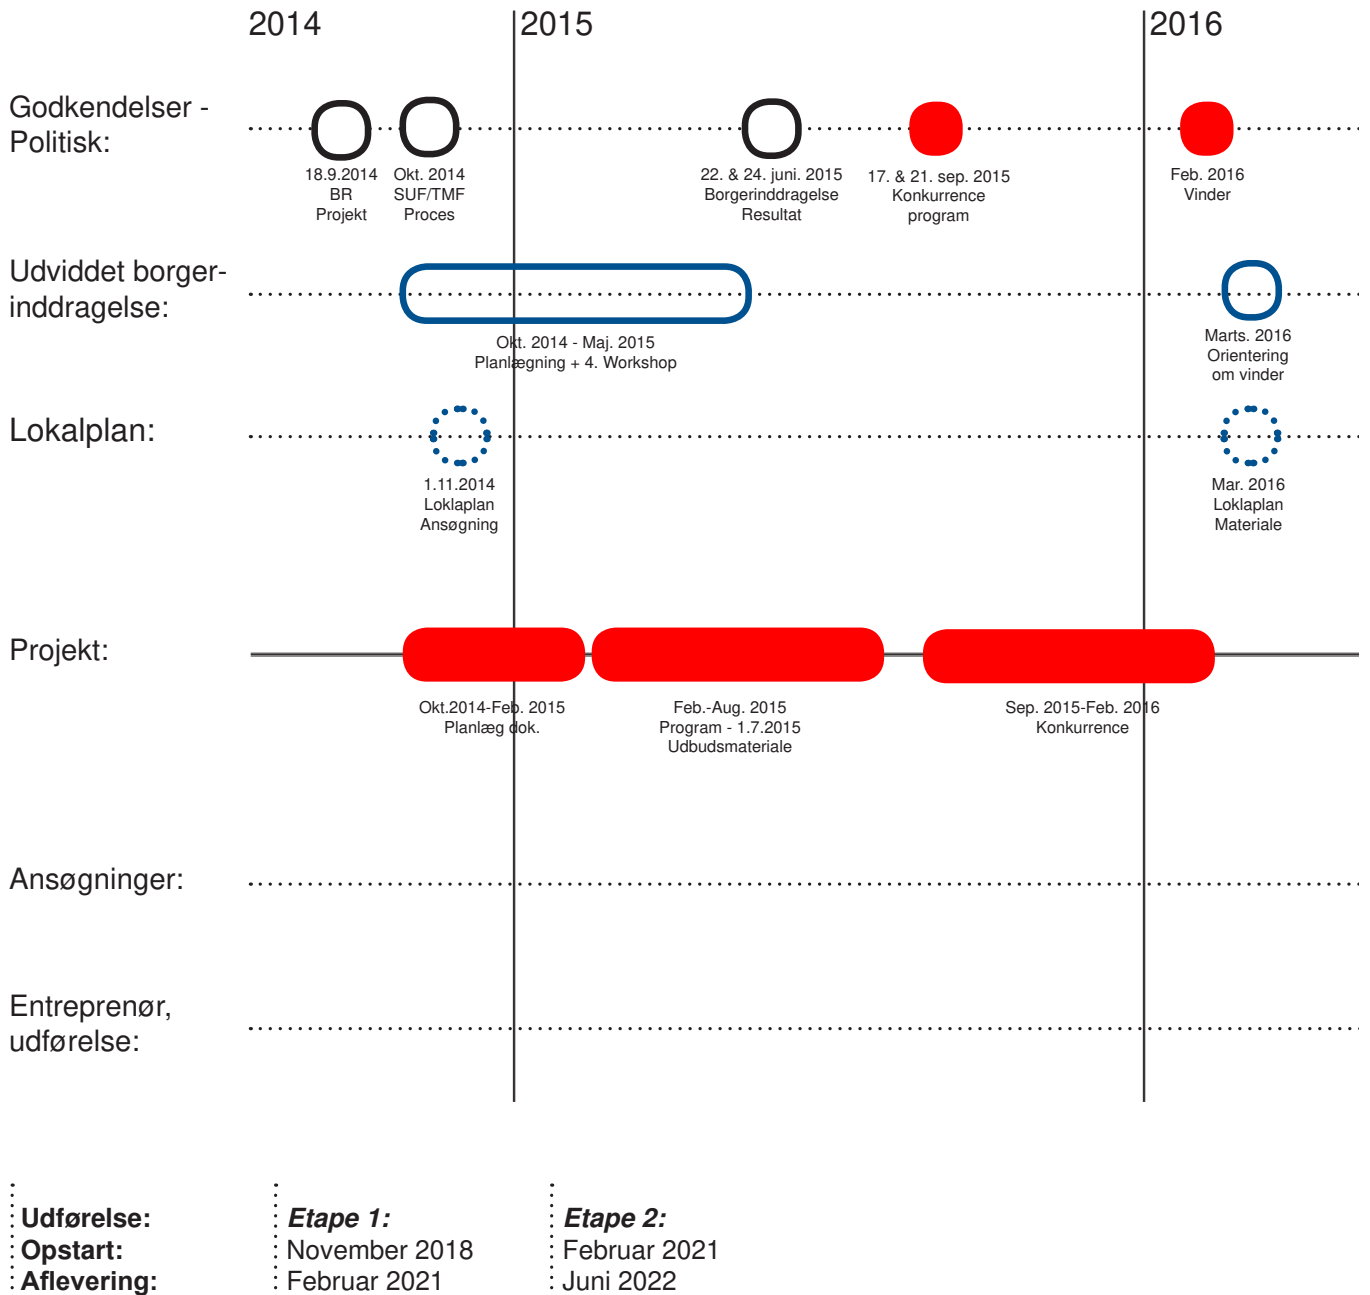 2014
2015
2016
Godkendelser -
Politisk:
18.9.2014
BR
Projekt
Okt. 2014
SUF/TMF
Proces
22. & 24. juni. 2015
Borgerinddragelse
Resultat
17. & 21. sep. 2015
Konkurrence
program
Feb. 2016
Vinder
Udviddet borger-
inddragelse:
Okt. 2014 - Maj. 2015
Planlægning + 4. Workshop
Marts. 2016
Orientering
om vinder
Lokalplan:
1.11.2014
Loklaplan
Ansøgning
Mar. 2016
Loklaplan
Materiale
Projekt:
Okt.2014-Feb. 2015
Planlæg dok.
Feb.-Aug. 2015
Program - 1.7.2015
Udbudsmateriale
Sep. 2015-Feb. 2016
Konkurrence
Ansøgninger:
Entreprenør,
udførelse:
Udførelse:
Opstart:
Aflevering:
Etape 1:
November 2018
Februar 2021
Etape 2:
Februar 2021
Juni 2022